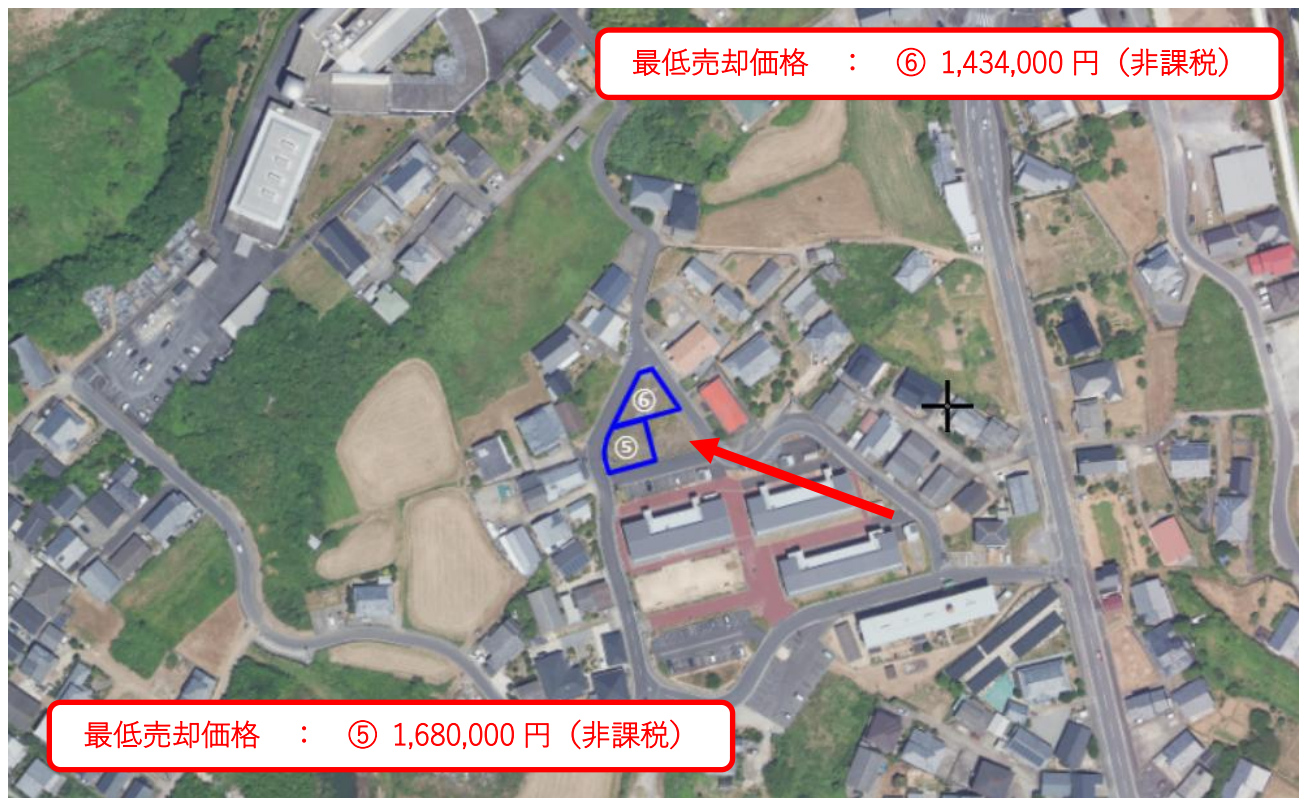 最低売却価格 : ⑥ 1,434,000 円（非課税）
⑥
⑤
最低売却価格 : ⑤ 1,680,000 円（非課税）